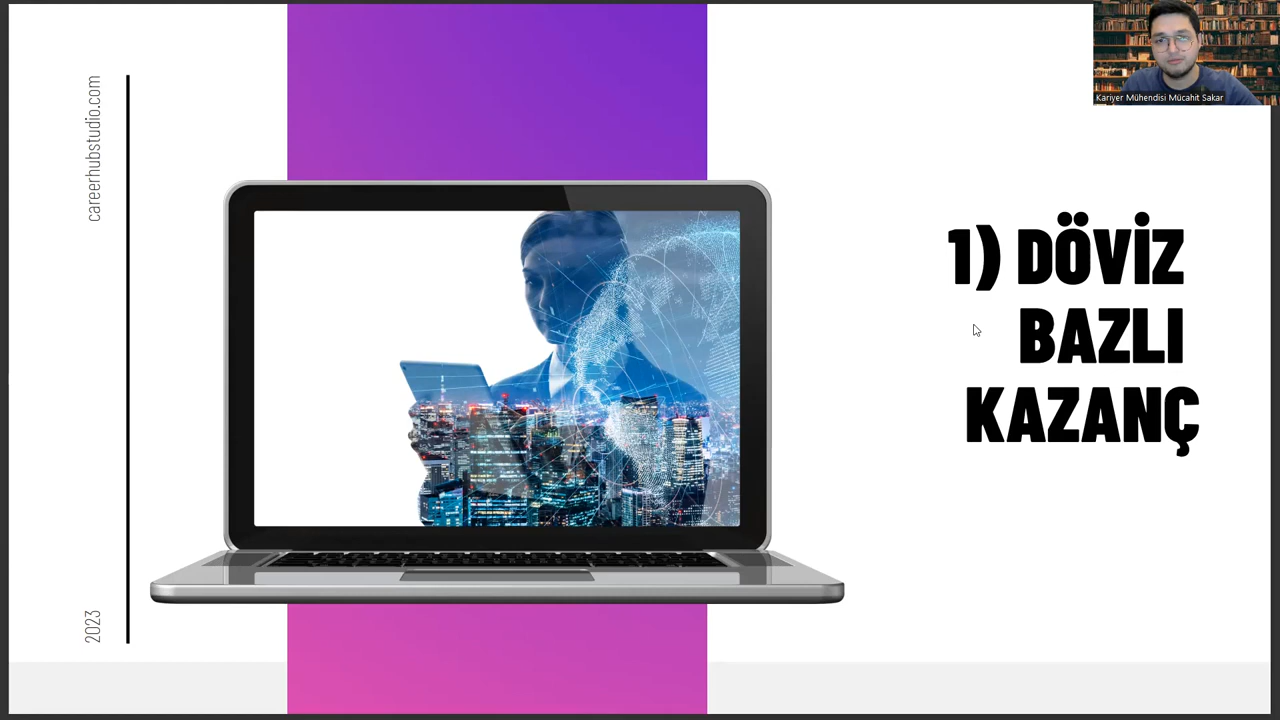 careerhubstudio.com
2023
1) DÖVİZ
BAZLI
KAZANÇ
Kariyer Mühendisi Mücahit Sakar